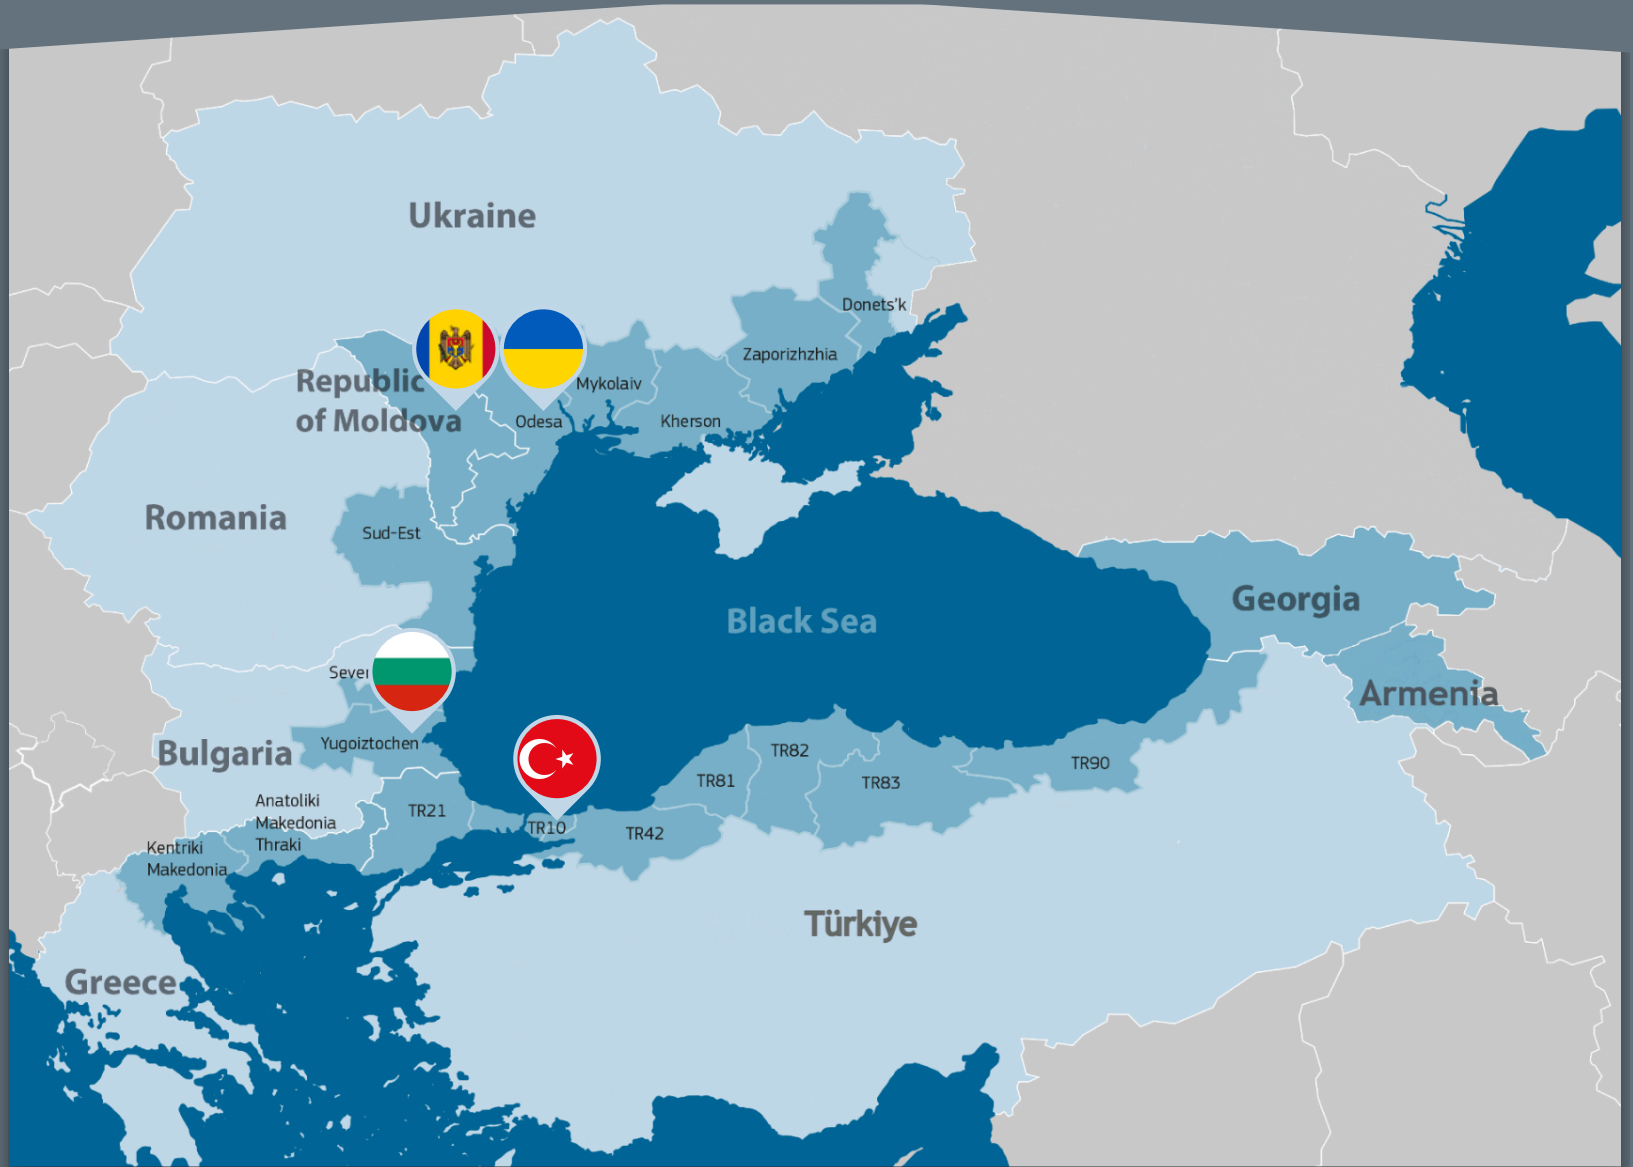 Ukraine
Donets'k
Zaporizhzhia
Republic
of Moldova
Mykolaiv
Odesa
Kherson
Romania
Sud-Est
Black Sea
Georgia
Armenia
Sever
Yugoiztochen
Bulgaria
TR82
TR90
TR81
TR83
Anatoliki
Makedonia
Thraki
TR21
TR10
TR42
Kentriki
Makedonia
Türkiye
Greece